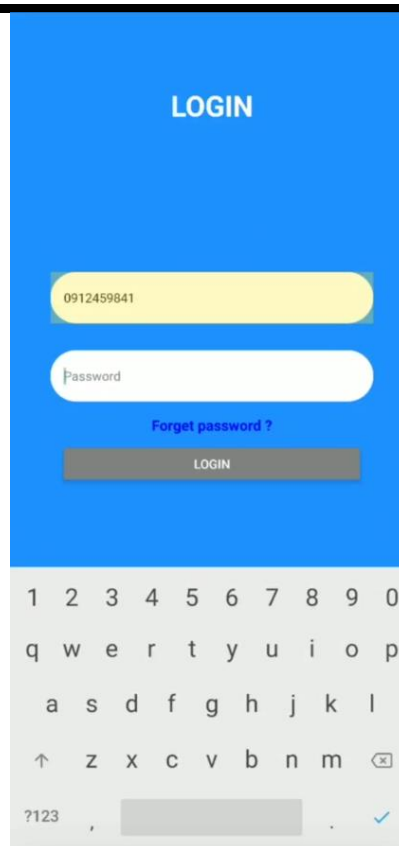 LOGIN
0912459841
Password
Forget password ?
LOGIN
1 2 3 4 5 6 7 8 9 0
q w e r t y u i o p
a s d f g h j k l
z x c v b n m
?123 , .